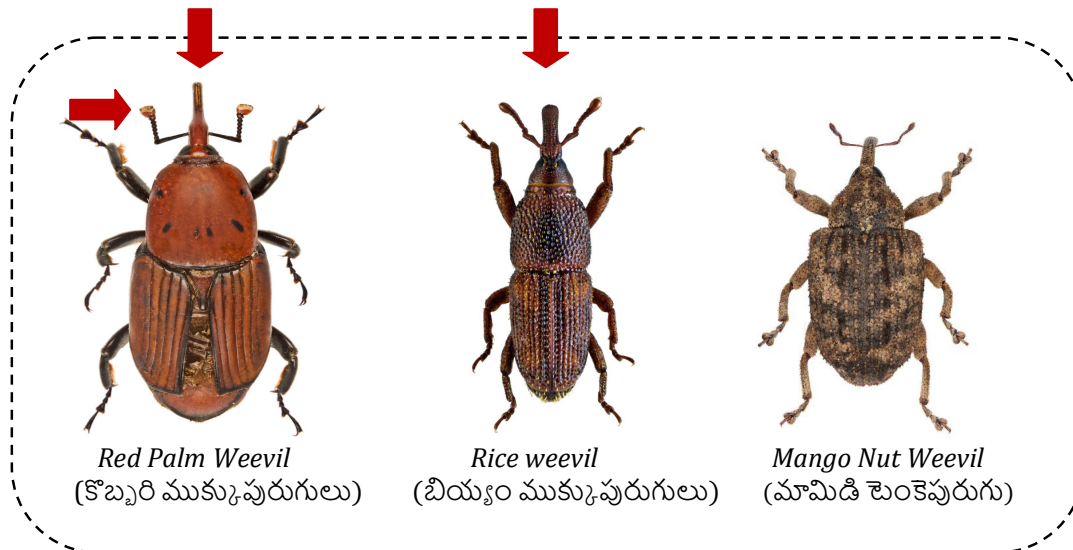 Red Palm Weevil
(కొబ్బరి ముక్కుపురుగులు)
Rice weevil
(బియ్యం ముక్కుపురుగులు)
Mango Nut Weevil
(మామిడి టెంకెపురుగు)